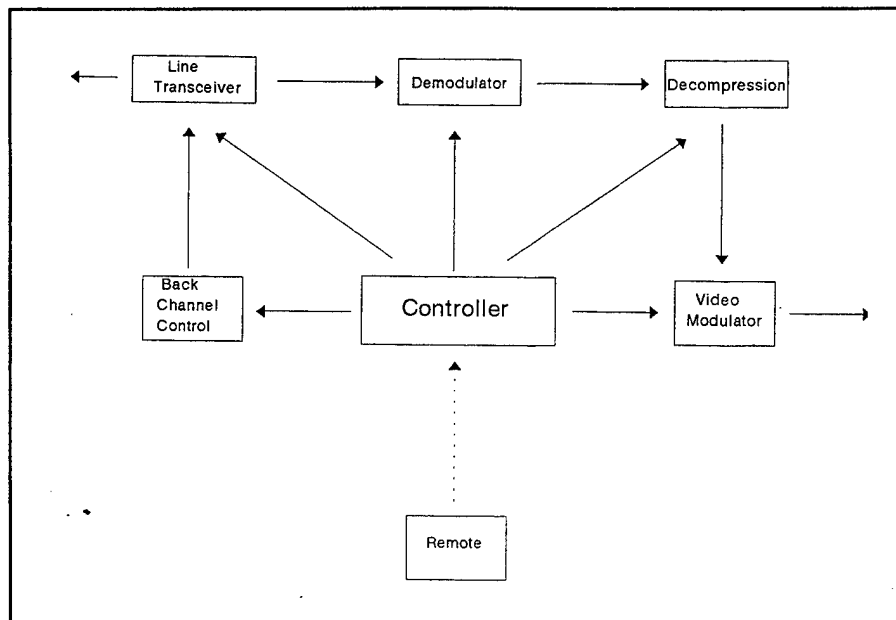 Line
Transceiver
Demodulator
Decompression
Back
Channel
Control
Controller
Video
Modulator
Remote